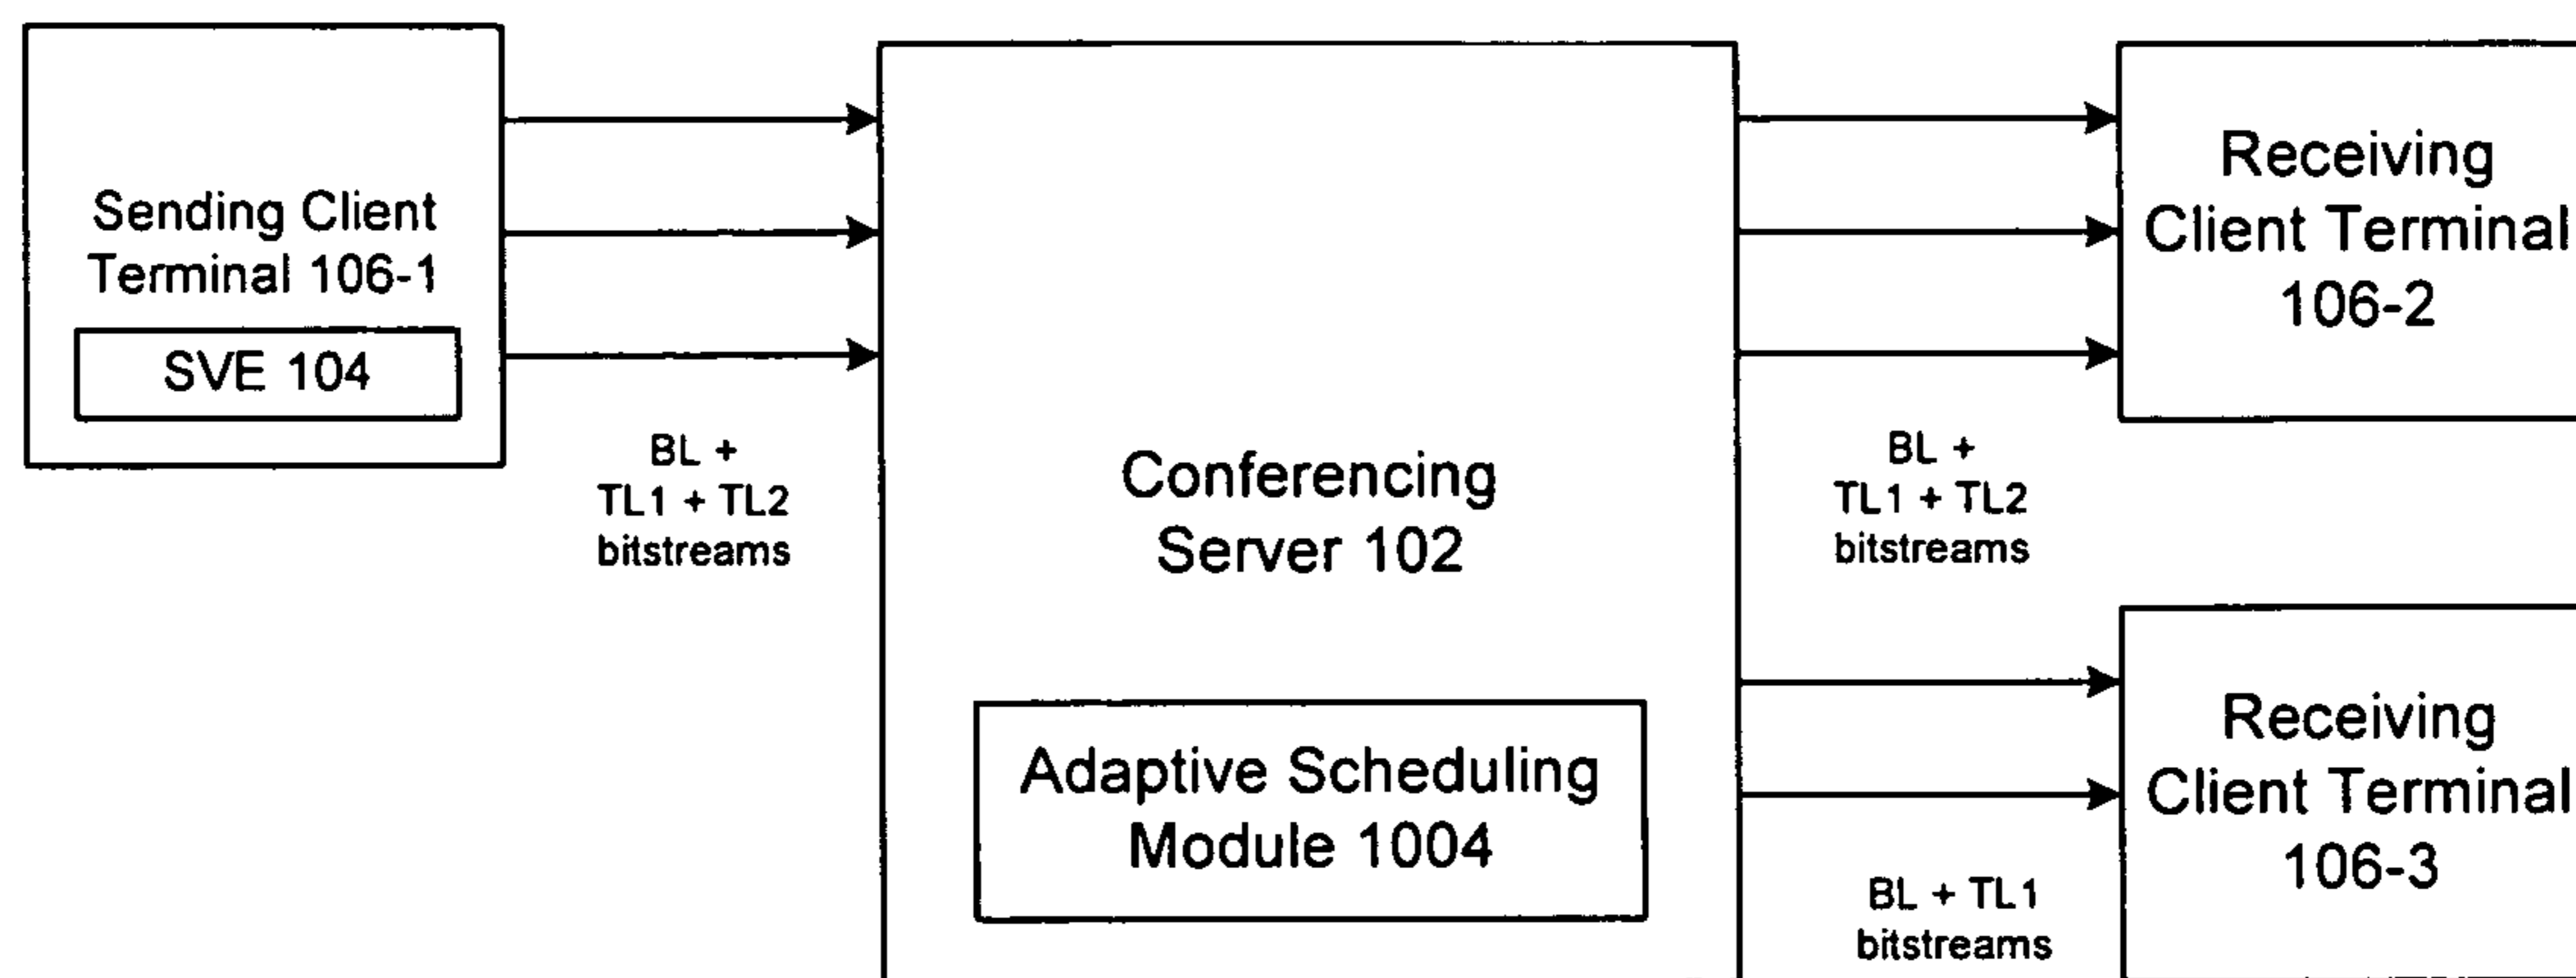 Sending Client
Terminal 106-1
SVE 104
BL +
TL1 + TL2
bitstreams
Conferencing
Server 102
Adaptive Scheduling
Module 1004
BL +
TL1 + TL2
bitstreams
Receiving
Client Terminal
106-2
BL + TL1
bitstreams
Receiving
Client Terminal
106-3